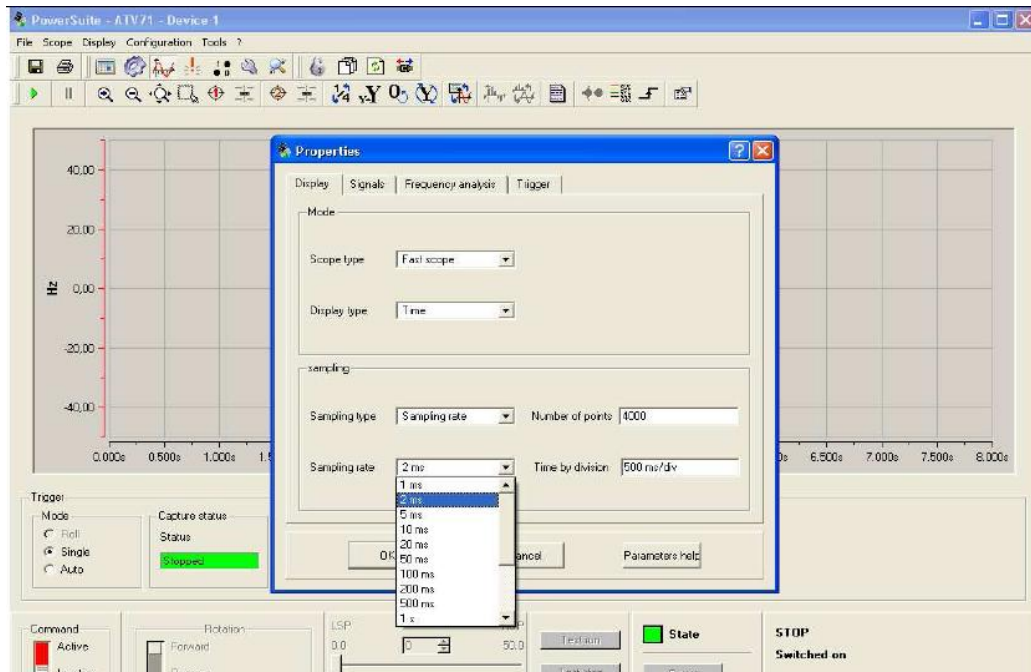 PowerSuite - ATV71 - Device 1
File Scope Display Configuration Tools ?
Properties
Display Signals Frequency analysis Trigger
Mode
Scope type Fast scope
Display type Time
sampling
Sampling type Sampling rate Number of points 4000
Sampling rate 2 ms Time by division 500 ms/div
1 ms
2 ms
5 ms
10 ms
20 ms
50 ms
100 ms
200 ms
500 ms
1 s
Parameters help
Hz
40,00
20,00
0,00
-20,00
-40,00
0.000s 0.500s 1.000s 6.500s 7.000s 7.500s 8.000s
Trigger
Mode
Roll
Single
Auto
Capture status
Status
Stopped
Command
Active
Rotation
Forward
LSP
0.0 0 50.0
Test run
State
STOP
Switched on